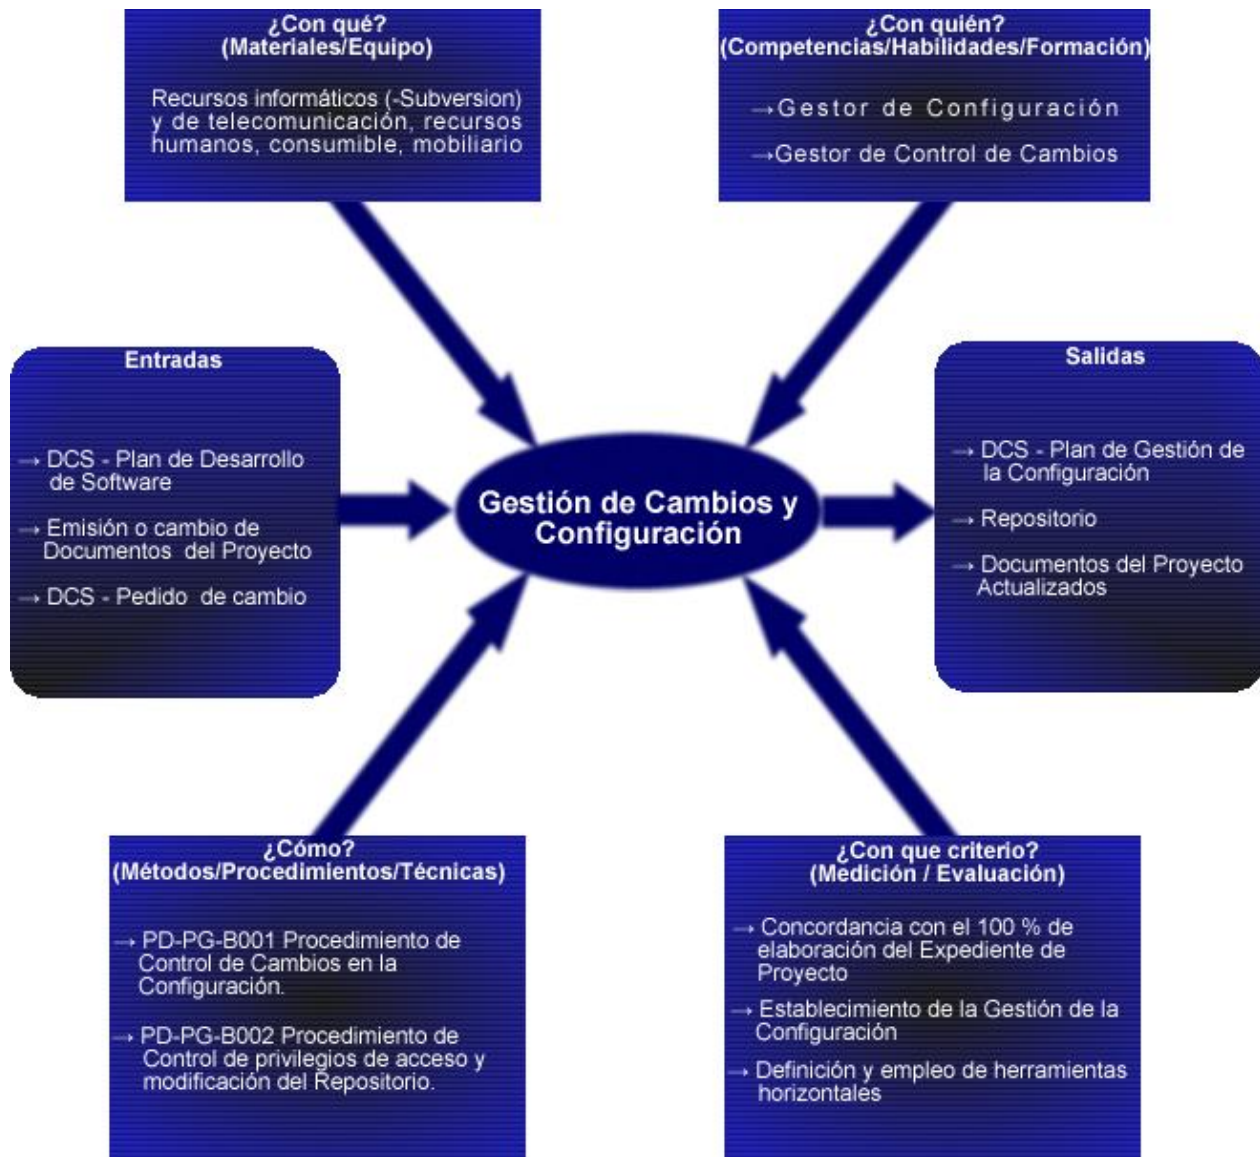 ¿Con qué?
(Materiales/Equipo)
Recursos informáticos (-Subversion)
y de telecomunicación, recursos
humanos, consumible, mobiliario
¿Con quién?
(Competencias/Habilidades/Formación)
→Gestor de Configuración
→Gestor de Control de Cambios
Entradas
→ DCS - Plan de Desarrollo
de Software
→ Emisión o cambio de
Documentos del Proyecto
→ DCS - Pedido de cambio
Gestión de Cambios y
Configuración
Salidas
→ DCS - Plan de Gestión de
la Configuración
→ Repositorio
→ Documentos del Proyecto
Actualizados
¿Cómo?
(Métodos/Procedimientos/Técnicas)
→ PD-PG-B001 Procedimiento de
Control de Cambios en la
Configuración.
→ PD-PG-B002 Procedimiento de
Control de privilegios de acceso y
modificación del Repositorio.
¿Con que criterio?
(Medición / Evaluación)
→ Concordancia con el 100 % de
elaboración del Expediente de
Proyecto
→ Establecimiento de la Gestión de la
Configuración
→ Definición y empleo de herramientas
horizontales